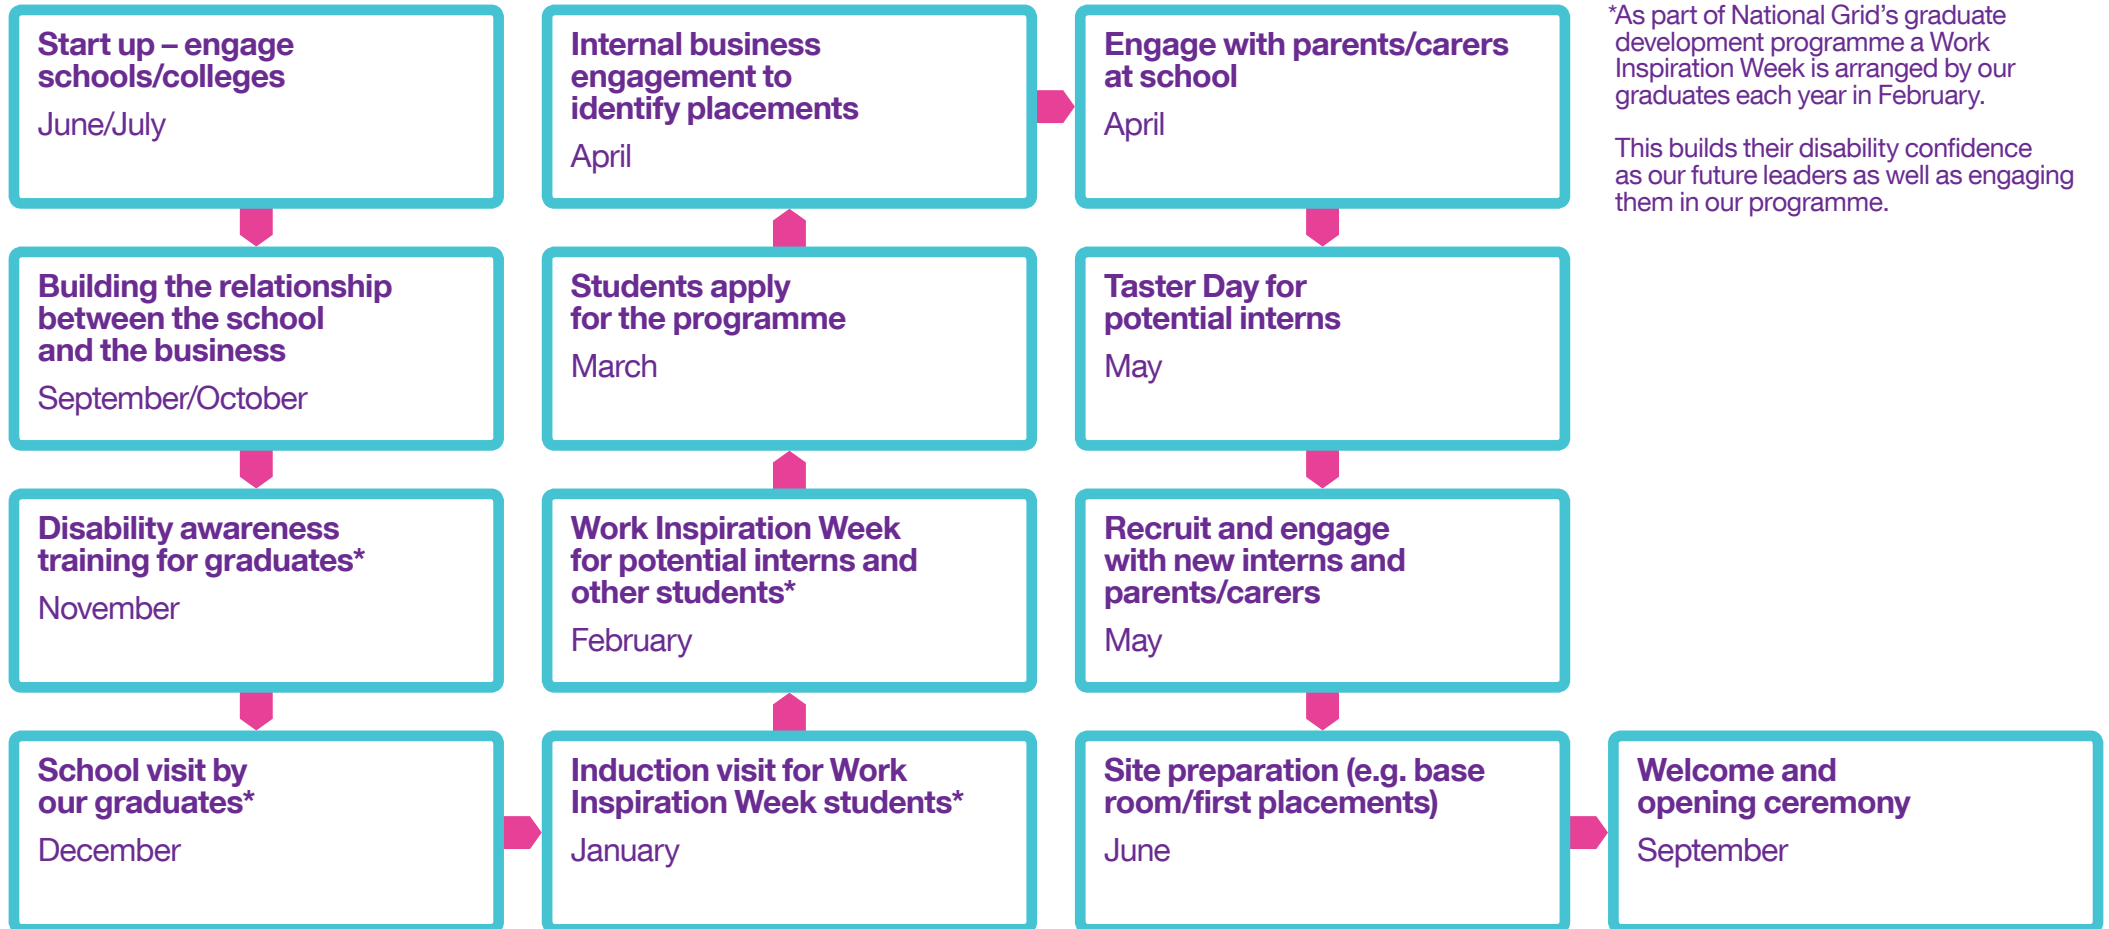 Start up – engage
schools/colleges
June/July
Building the relationship
between the school
and the business
September/October
Disability awareness
training for graduates*
November
School visit by
our graduates*
December
Induction visit for Work
Inspiration Week students*
January
Work Inspiration Week
for potential interns and
other students*
February
Students apply
for the programme
March
Internal business
engagement to
identify placements
April
Engage with parents/carers
at school
April
Taster Day for
potential interns
May
Recruit and engage
with new interns and
parents/carers
May
Site preparation (e.g. base
room/first placements)
June
Welcome and
opening ceremony
September
*As part of National Grid's graduate
development programme a Work
Inspiration Week is arranged by our
graduates each year in February.
This builds their disability confidence
as our future leaders as well as engaging
them in our programme.